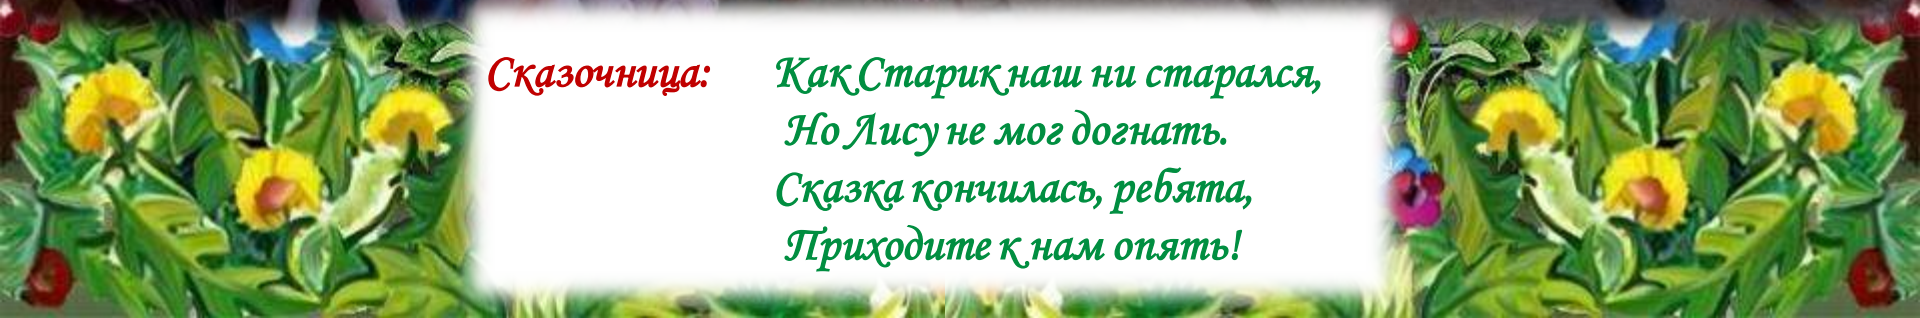 Сказочница: Как Старик наш ни старался,
Но Лису не мог догнать.
Сказка кончилась, ребята,
Приходите к нам опять!